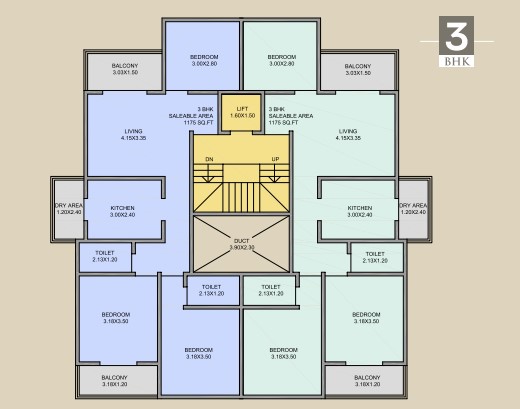 3
BHK
BEDROOM
3.00X2.80
BEDROOM
3.00X2.80
BALCONY
3.03X1.50
BALCONY
3.03X1.50
3 BHK
SALEABLE AREA
1175 SQ.FT
LIFT
1.60X1.50
3 BHK
SALEABLE AREA
1175 SQ.FT
LIVING
4.15X3.35
LIVING
4.15X3.35
DN
UP
DRY AREA
1.20X2.40
KITCHEN
3.00X2.40
KITCHEN
3.00X2.40
DRY AREA
1.20X2.40
DUCT
3.90X2.30
TOILET
2.13X1.20
TOILET
2.13X1.20
TOILET
2.13X1.20
TOILET
2.13X1.20
BEDROOM
3.18X3.50
BEDROOM
3.18X3.50
BEDROOM
3.18X3.50
BEDROOM
3.18X3.50
BALCONY
3.18X1.20
BALCONY
3.18X1.20